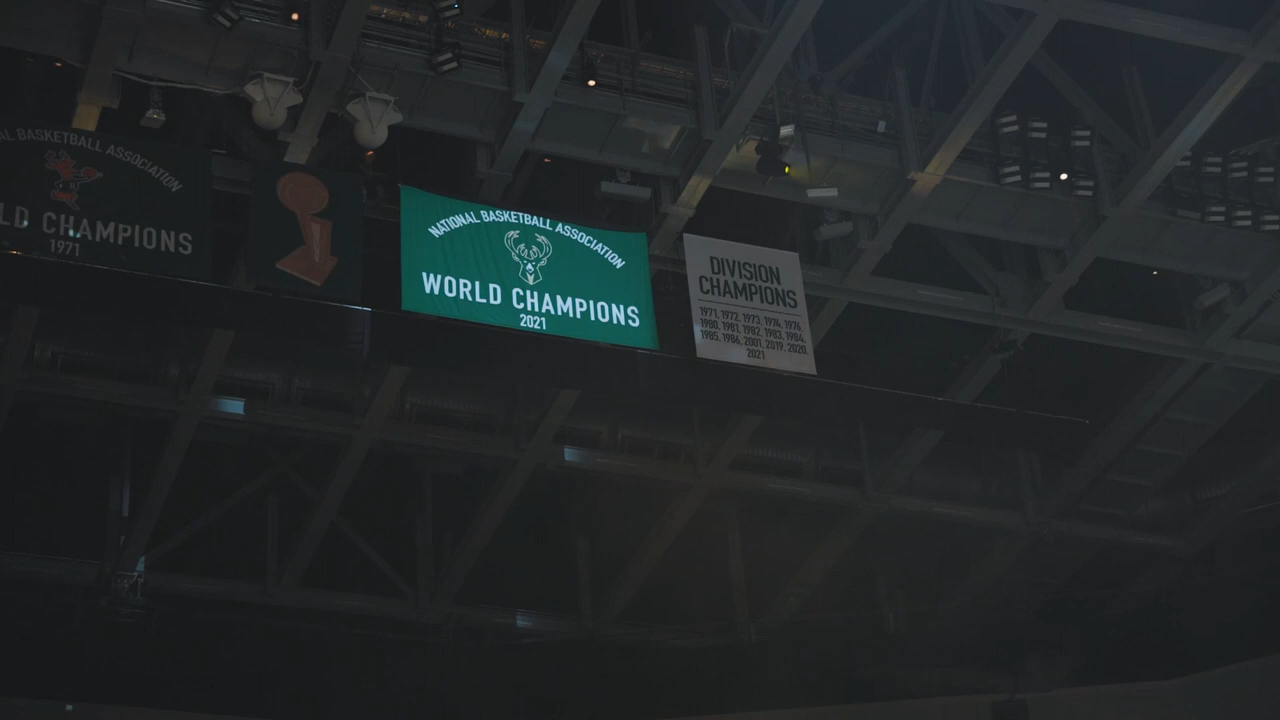 AL BASKETBALL ASSOCIATION
LD CHAMPIONS
1971
NATIONAL BASKETBALL ASSOCIATION
WORLD CHAMPIONS
2021
DIVISION
CHAMPIONS
1971, 1972, 1973, 1974, 1976,
1980, 1981, 1982, 1983, 1984,
1985, 1986, 2001, 2019, 2020,
2021